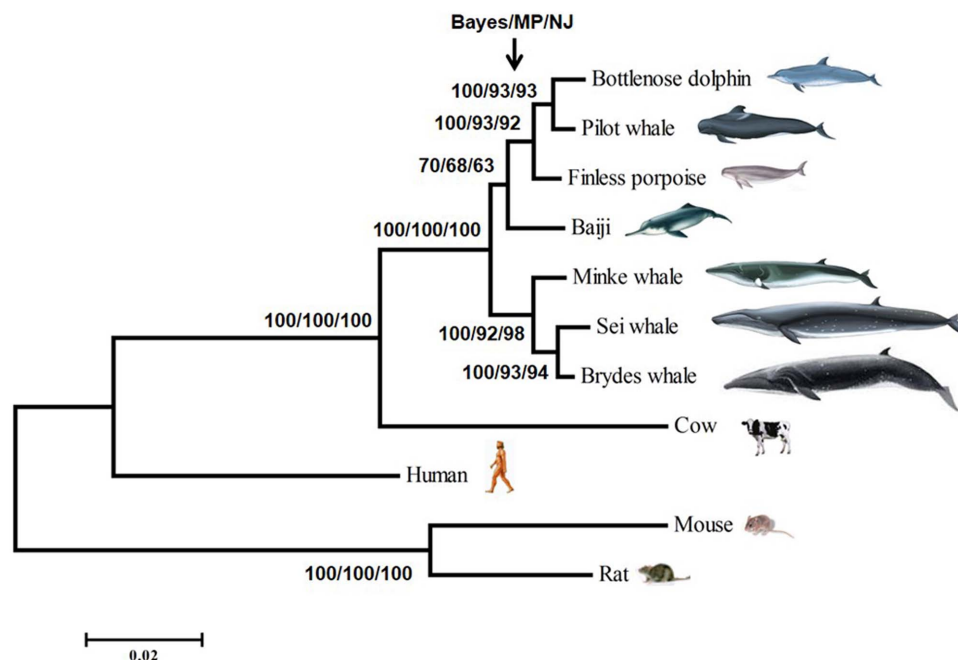 Bayes/MP/NJ
Bottlenose dolphin
100/93/93
100/93/92
Pilot whale
70/68/63
Finless porpoise
Baiji
100/100/100
Minke whale
100/100/100
Sei whale
100/92/98
100/93/94
Brydes whale
Cow
Human
Mouse
100/100/100
Rat
0.02